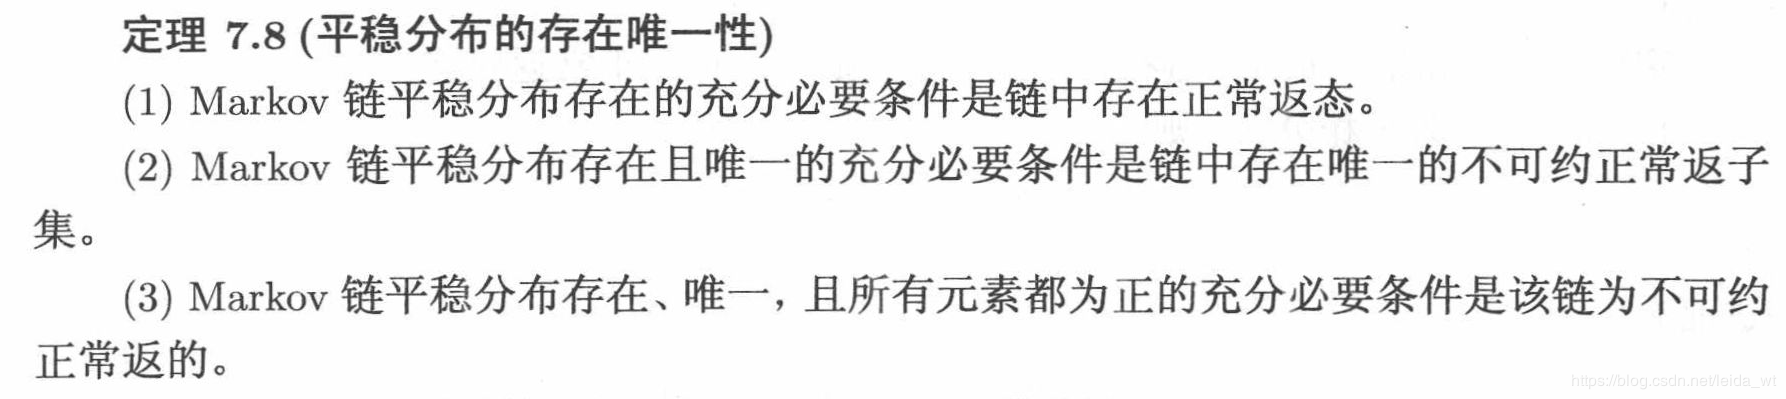 定理 7.8 (平稳分布的存在唯一性)
(1) Markov 链平稳分布存在的充分必要条件是链中存在正常返态。
(2) Markov 链平稳分布存在且唯一的充分必要条件是链中存在唯一的不可约正常返子
集。
(3) Markov 链平稳分布存在、唯一，且所有元素都为正的充分必要条件是该链为不可约
正常返的。
https://blog.csdn.net/leida_wt